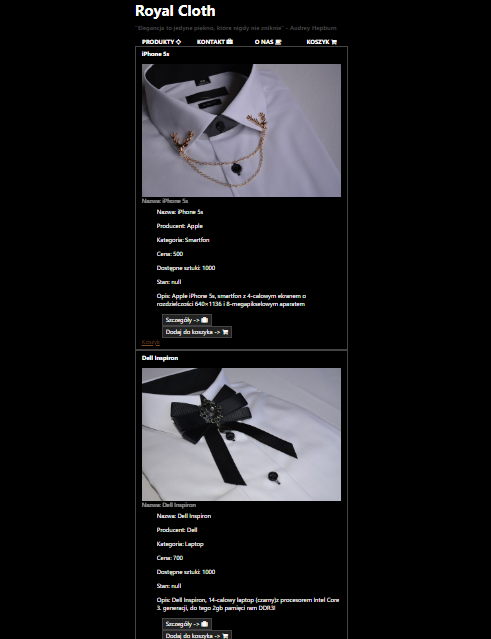 Royal Cloth
"Elegancja to jedyne piękno, które nigdy nie zniknie" - Audrey Hepburn
PRODUKTY KONTAKT O NAS KOSZYK
iPhone 5s
Nazwa: iPhone 5s
Nazwa: iPhone 5s
Producent: Apple
Kategoria: Smartfon
Cena: 500
Dostępne sztuki: 1000
Stan: null
Opis: Apple iPhone 5s, smartfon z 4-calowym ekranem o
rozdzielczości 640×1136 i 8-megapikselowym aparatem
Szczegóły ->
Dodaj do koszyka ->
Koszyk
Dell Inspiron
Nazwa: Dell Inspiron
Nazwa: Dell Inspiron
Producent: Dell
Kategoria: Laptop
Cena: 700
Dostępne sztuki: 1000
Stan: null
Opis: Dell Inspiron, 14-calowy laptop (czarny)z procesorem Intel Core
3. generacji, do tego 2gb pamięci ram DDR3!
Szczegóły ->
Dodaj do koszyka ->